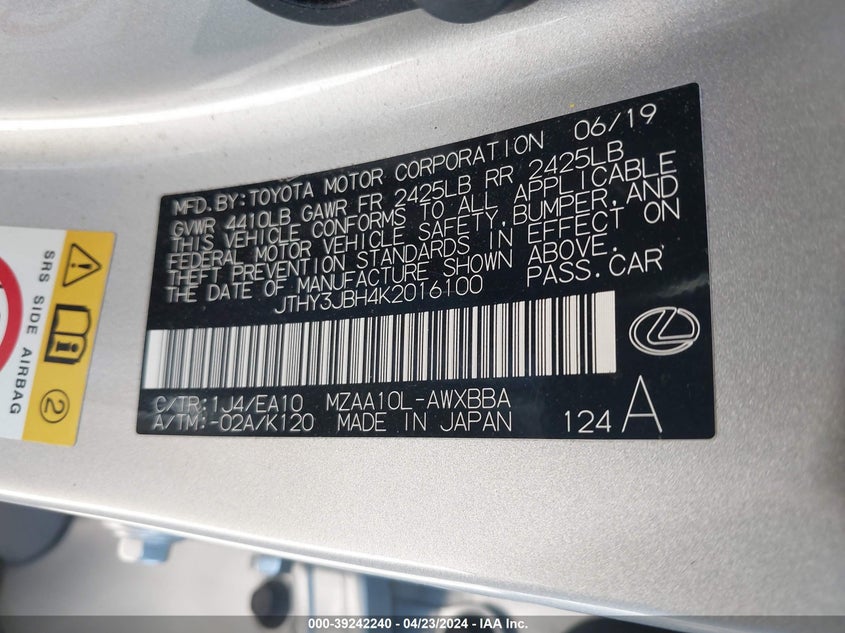 MFD.BY:TOYOTA MOTOR CORPORATION 06/19
GVWR 4410LB GAWR FR 2425LB RR 2425LB
THIS VEHICLE CONFORMS TO ALL APPLICABLE
FEDERAL MOTOR VEHICLE SAFETY,BUMPER,AND
THEFT PREVENTION STANDARDS IN EFFECT ON
THE DATE OF MANUFACTURE SHOWN ABOVE.
JTHY3JBH4K2016100 PASS.CAR
C/TR:1J4/EA10 MZAA10L-AWXBBA
A/TM:-02A/K120 MADE IN JAPAN 124 A
SRS SIDE AIRBAG
2
000-39242240 - 04/23/2024 - IAA Inc.